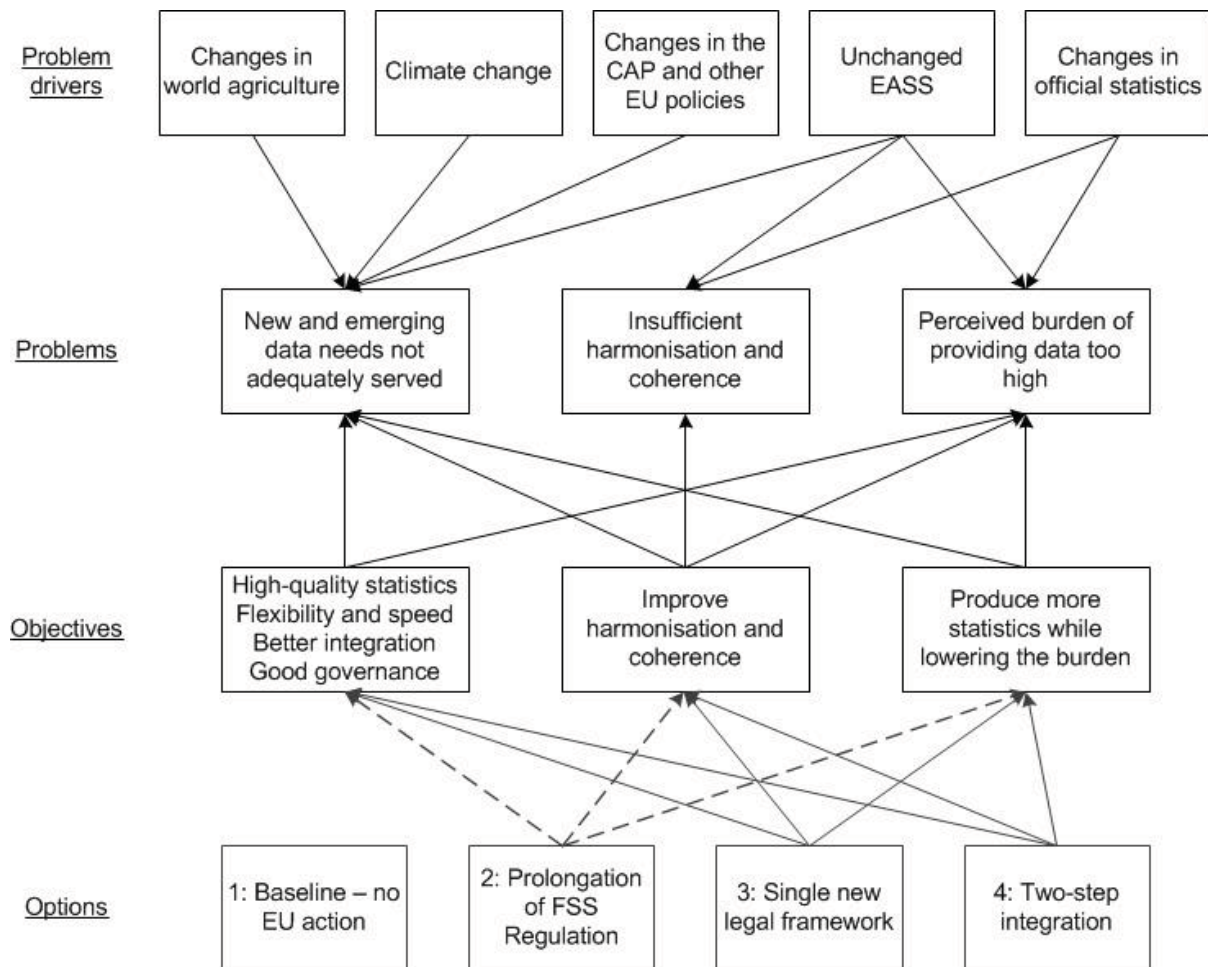 Problem
drivers
Changes in
world agriculture
Climate change
Changes in the
CAP and other
EU policies
Unchanged
EASS
Changes in
official statistics
Problems
New and emerging
data needs not
adequately served
Insufficient
harmonisation and
coherence
Perceived burden of
providing data too
high
Objectives
High-quality statistics
Flexibility and speed
Better integration
Good governance
Improve
harmonisation and
coherence
Produce more
statistics while
lowering the burden
Options
1: Baseline – no
EU action
2: Prolongation
of FSS
Regulation
3: Single new
legal framework
4: Two-step
integration